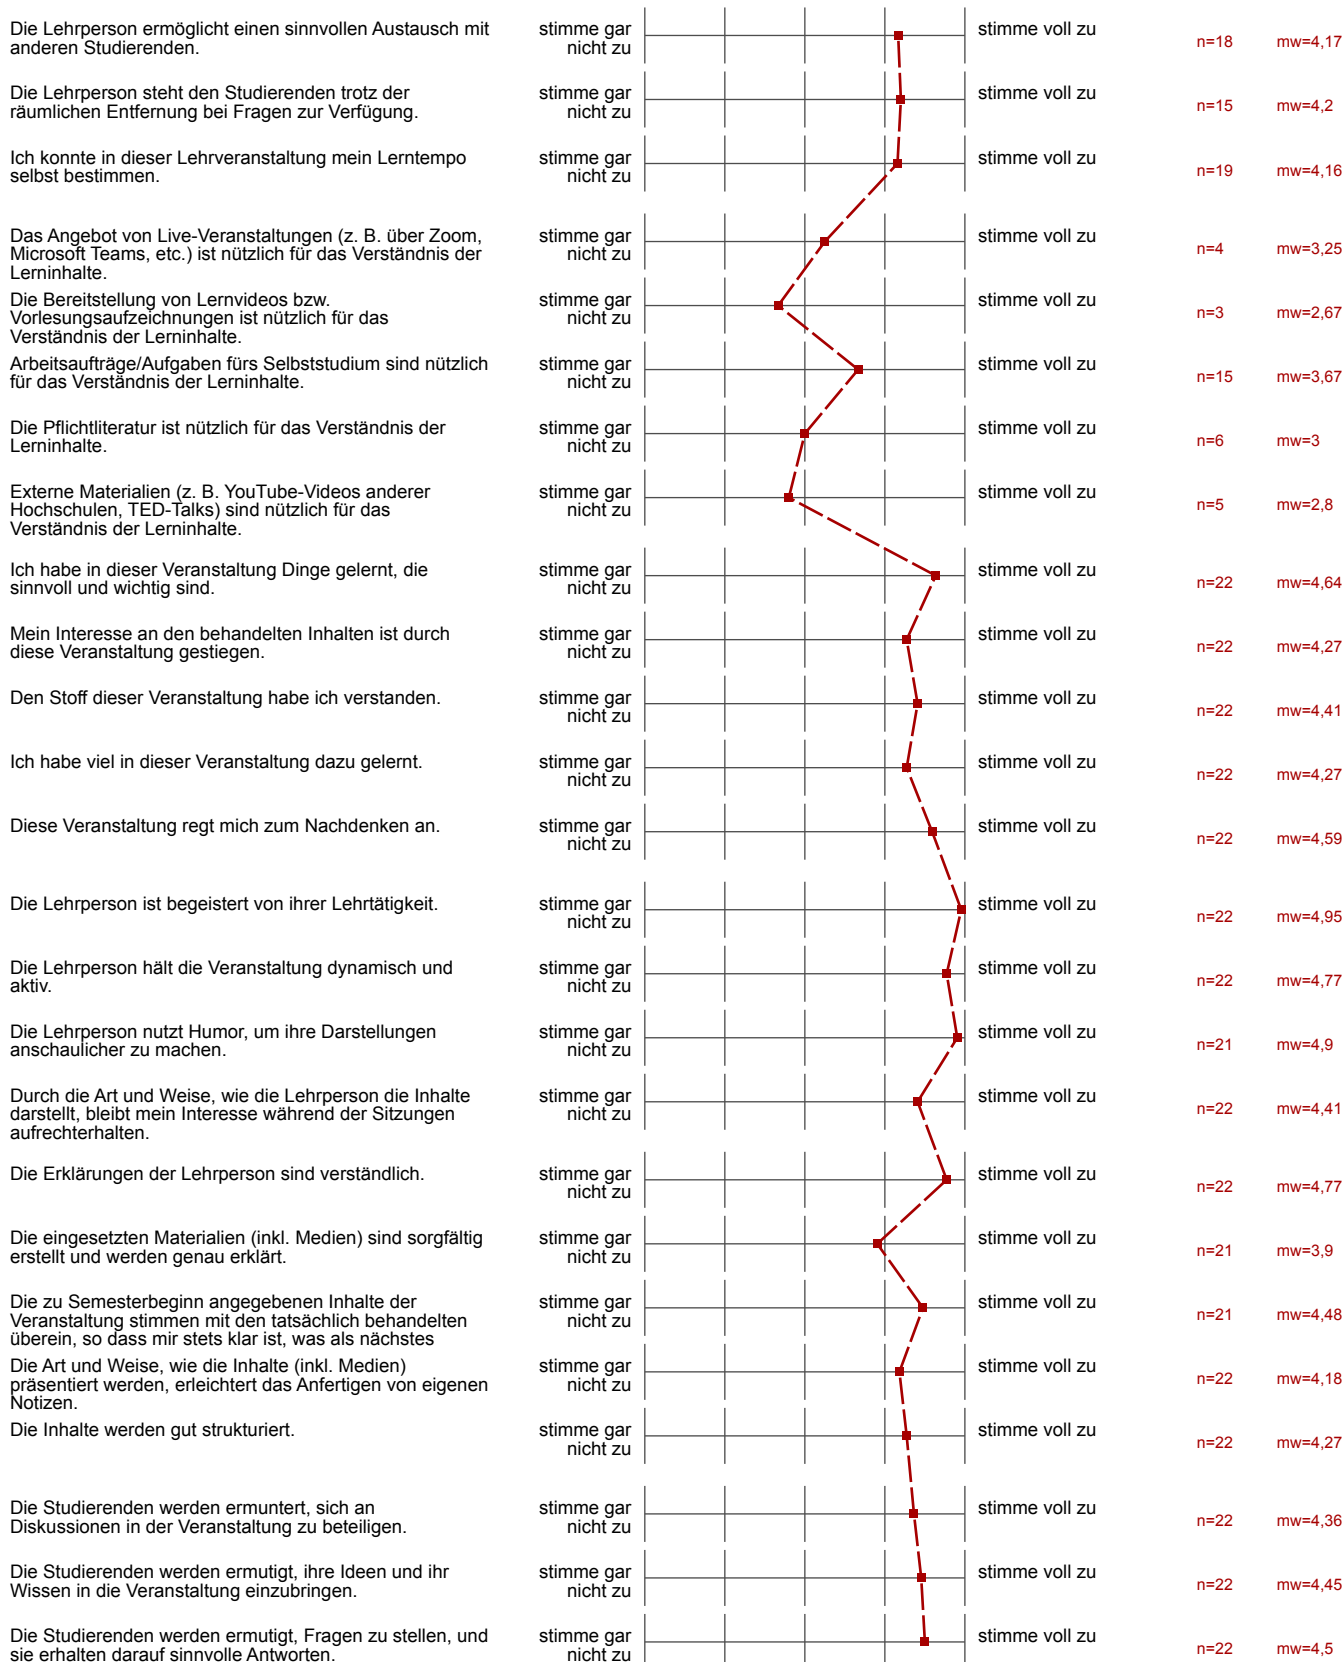 Die Lehrperson ermöglicht einen sinnvollen Austausch mit
anderen Studierenden.
stimme gar
nicht zu
stimme voll zu
n=18 mw=4,17
Die Lehrperson steht den Studierenden trotz der
räumlichen Entfernung bei Fragen zur Verfügung.
stimme gar
nicht zu
stimme voll zu
n=15 mw=4,2
Ich konnte in dieser Lehrveranstaltung mein Lerntempo
selbst bestimmen.
stimme gar
nicht zu
stimme voll zu
n=19 mw=4,16
Das Angebot von Live-Veranstaltungen (z. B. über Zoom,
Microsoft Teams, etc.) ist nützlich für das Verständnis der
Lerninhalte.
stimme gar
nicht zu
stimme voll zu
n=4 mw=3,25
Die Bereitstellung von Lernvideos bzw.
Vorlesungsaufzeichnungen ist nützlich für das
Verständnis der Lerninhalte.
stimme gar
nicht zu
stimme voll zu
n=3 mw=2,67
Arbeitsaufträge/Aufgaben fürs Selbststudium sind nützlich
für das Verständnis der Lerninhalte.
stimme gar
nicht zu
stimme voll zu
n=15 mw=3,67
Die Pflichtliteratur ist nützlich für das Verständnis der
Lerninhalte.
stimme gar
nicht zu
stimme voll zu
n=6 mw=3
Externe Materialien (z. B. YouTube-Videos anderer
Hochschulen, TED-Talks) sind nützlich für das
Verständnis der Lerninhalte.
stimme gar
nicht zu
stimme voll zu
n=5 mw=2,8
Ich habe in dieser Veranstaltung Dinge gelernt, die
sinnvoll und wichtig sind.
stimme gar
nicht zu
stimme voll zu
n=22 mw=4,64
Mein Interesse an den behandelten Inhalten ist durch
diese Veranstaltung gestiegen.
stimme gar
nicht zu
stimme voll zu
n=22 mw=4,27
Den Stoff dieser Veranstaltung habe ich verstanden.
stimme gar
nicht zu
stimme voll zu
n=22 mw=4,41
Ich habe viel in dieser Veranstaltung dazu gelernt.
stimme gar
nicht zu
stimme voll zu
n=22 mw=4,27
Diese Veranstaltung regt mich zum Nachdenken an.
stimme gar
nicht zu
stimme voll zu
n=22 mw=4,59
Die Lehrperson ist begeistert von ihrer Lehrtätigkeit.
stimme gar
nicht zu
stimme voll zu
n=22 mw=4,95
Die Lehrperson hält die Veranstaltung dynamisch und
aktiv.
stimme gar
nicht zu
stimme voll zu
n=22 mw=4,77
Die Lehrperson nutzt Humor, um ihre Darstellungen
anschaulicher zu machen.
stimme gar
nicht zu
stimme voll zu
n=21 mw=4,9
Durch die Art und Weise, wie die Lehrperson die Inhalte
darstellt, bleibt mein Interesse während der Sitzungen
aufrechterhalten.
stimme gar
nicht zu
stimme voll zu
n=22 mw=4,41
Die Erklärungen der Lehrperson sind verständlich.
stimme gar
nicht zu
stimme voll zu
n=22 mw=4,77
Die eingesetzten Materialien (inkl. Medien) sind sorgfältig
erstellt und werden genau erklärt.
stimme gar
nicht zu
stimme voll zu
n=21 mw=3,9
Die zu Semesterbeginn angegebenen Inhalte der
Veranstaltung stimmen mit den tatsächlich behandelten
überein, so dass mir stets klar ist, was als nächstes
stimme gar
nicht zu
stimme voll zu
n=21 mw=4,48
Die Art und Weise, wie die Inhalte (inkl. Medien)
präsentiert werden, erleichtert das Anfertigen von eigenen
Notizen.
stimme gar
nicht zu
stimme voll zu
n=22 mw=4,18
Die Inhalte werden gut strukturiert.
stimme gar
nicht zu
stimme voll zu
n=22 mw=4,27
Die Studierenden werden ermuntert, sich an
Diskussionen in der Veranstaltung zu beteiligen.
stimme gar
nicht zu
stimme voll zu
n=22 mw=4,36
Die Studierenden werden ermutigt, ihre Ideen und ihr
Wissen in die Veranstaltung einzubringen.
stimme gar
nicht zu
stimme voll zu
n=22 mw=4,45
Die Studierenden werden ermutigt, Fragen zu stellen, und
sie erhalten darauf sinnvolle Antworten.
stimme gar
nicht zu
stimme voll zu
n=22 mw=4,5